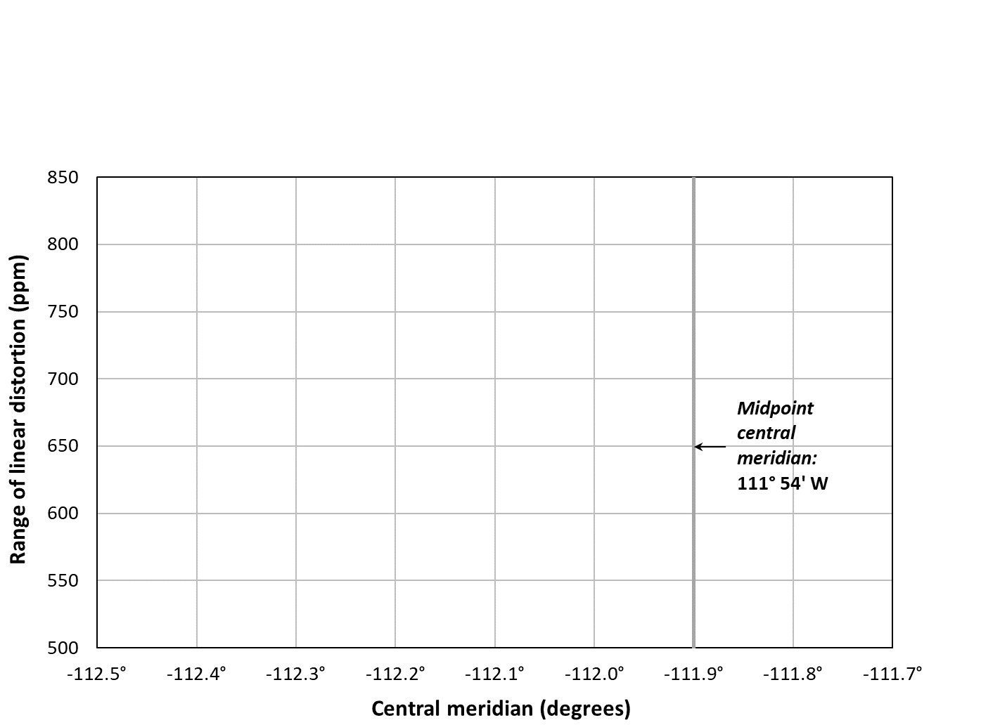 850
800
750
700
650
600
550
500
Range of linear distortion (ppm)
Midpoint
central
meridian:
111° 54' W
-112.5° -112.4° -112.3° -112.2° -112.1° -112.0° -111.9° -111.8° -111.7°
Central meridian (degrees)